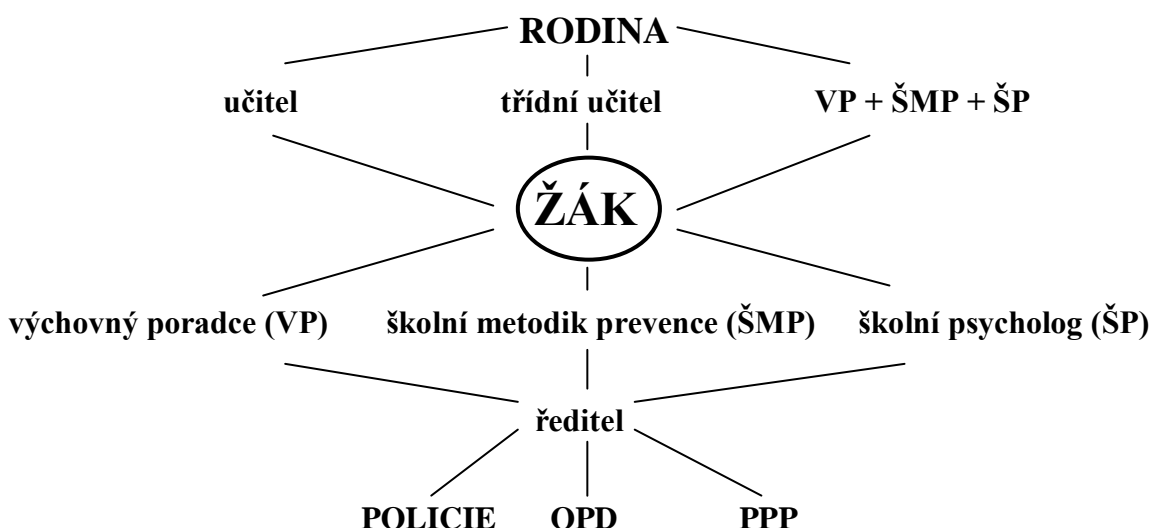 RODINA
učitel třídní učitel VP + ŠMP + ŠP
ŽÁK
výchovný poradce (VP) školní metodik prevence (ŠMP) školní psycholog (ŠP)
ředitel
POLICIE OPD PPP